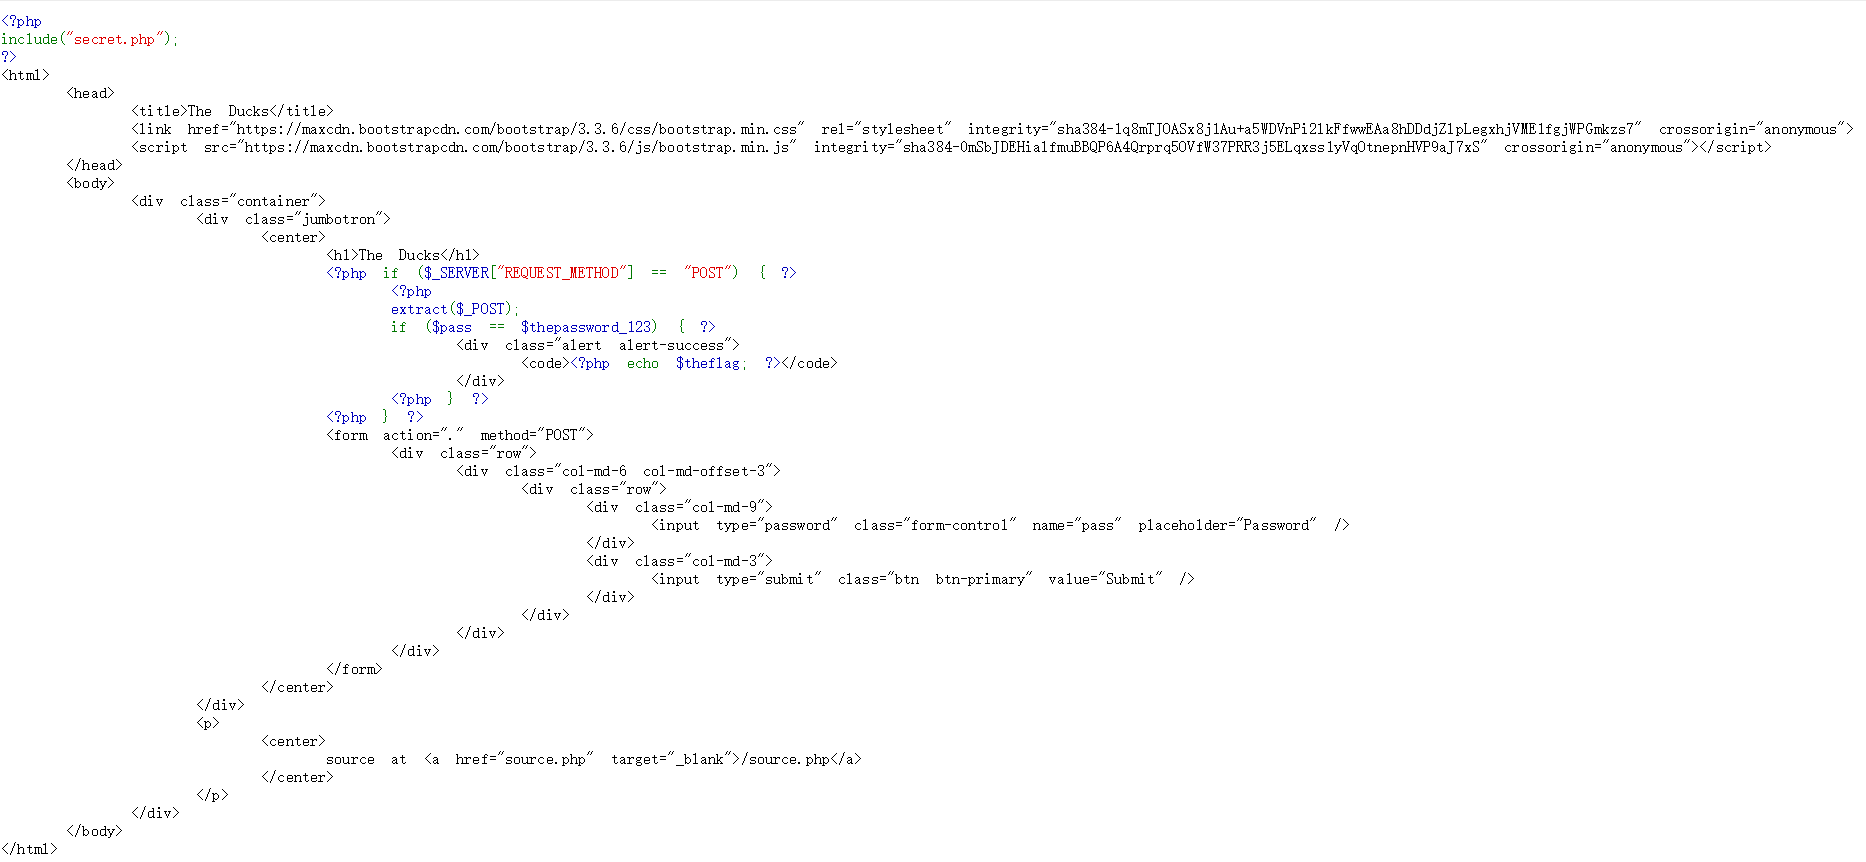 <?php
include("secret.php");
?>
<html>
<head>
<title>The Ducks</title>
<link href="https://maxcdn.bootstrapcdn.com/bootstrap/3.3.6/css/bootstrap.min.css" rel="stylesheet" integrity="sha384-1q8mTJOASx8j1Au+a5WDVnPi2lkFfwwEAa8hDDdjZlpLegxhjVME1fgjWPGmkzs7" crossorigin="anonymous">
<script src="https://maxcdn.bootstrapcdn.com/bootstrap/3.3.6/js/bootstrap.min.js" integrity="sha384-0mSbJDEHialfmuBBQP6A4Qrprq5OVfW37PRR3j5ELqxss1yVqOtnepnHVP9aJ7xS" crossorigin="anonymous"></script>
</head>
<body>
<div class="container">
<div class="jumbotron">
<center>
<h1>The Ducks</h1>
<?php if ($_SERVER["REQUEST_METHOD"] == "POST") { ?>
<?php
extract($_POST);
if ($pass == $thepassword_123) { ?>
<div class="alert alert-success">
<code><?php echo $theflag; ?></code>
</div>
<?php } ?>
<?php } ?>
<form action="." method="POST">
<div class="row">
<div class="col-md-6 col-md-offset-3">
<div class="row">
<div class="col-md-9">
<input type="password" class="form-control" name="pass" placeholder="Password" />
</div>
<div class="col-md-3">
<input type="submit" class="btn btn-primary" value="Submit" />
</div>
</div>
</div>
</div>
</form>
</center>
</div>
<p>
<center>
source at <a href="source.php" target="_blank">/source.php</a>
</center>
</p>
</div>
</body>
</html>